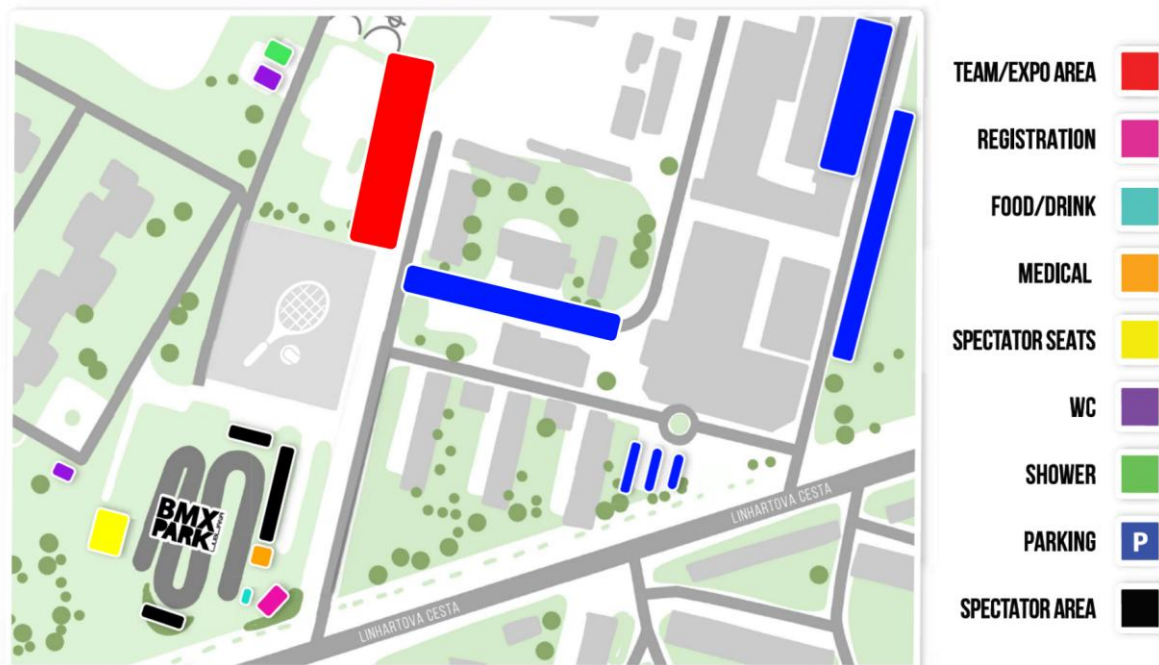 TEAM/EXPO AREA
REGISTRATION
FOOD/DRINK
MEDICAL
SPECTATOR SEATS
WC
SHOWER
PARKING
P
SPECTATOR AREA
BMX
PARK
LINHARTOVA CESTA
LINHARTOVA CESTA